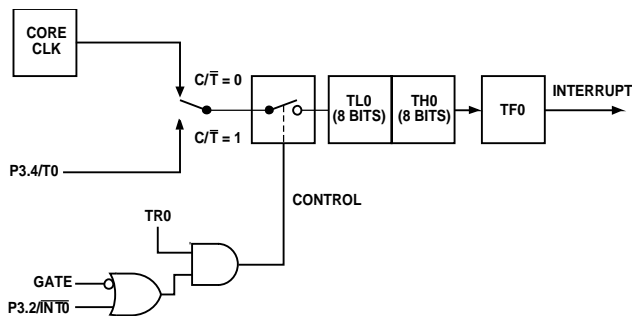 CORE
CLK
C/T̅ = 0
C/T̅ = 1
P3.4/T0
TL0
(8 BITS)
TH0
(8 BITS)
TF0
INTERRUPT
CONTROL
TR0
GATE
P3.2/I̅N̅T̅0̅